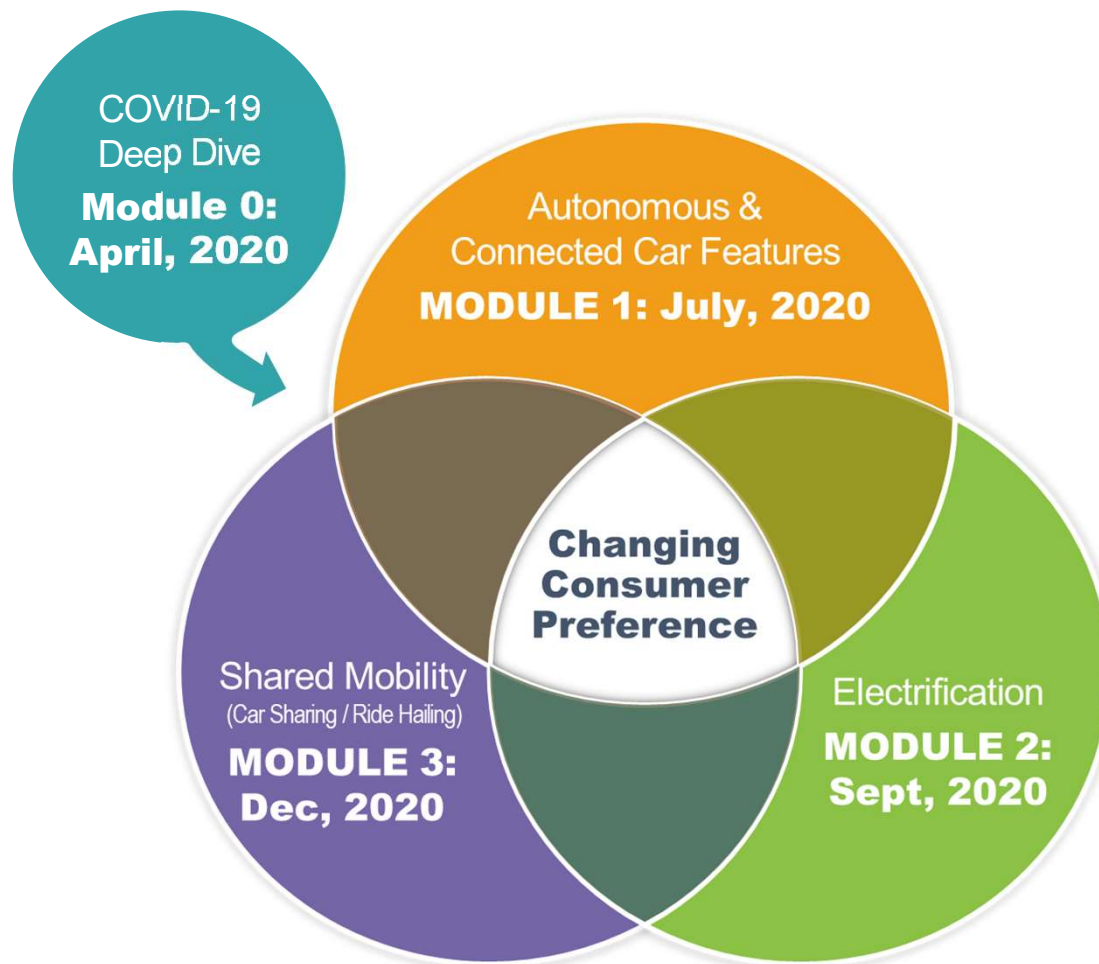 COVID-19
Deep Dive
Module 0:
April, 2020
Autonomous &
Connected Car Features
MODULE 1: July, 2020
Changing
Consumer
Preference
Shared Mobility
(Car Sharing / Ride Hailing)
MODULE 3:
Dec, 2020
Electrification
MODULE 2:
Sept, 2020